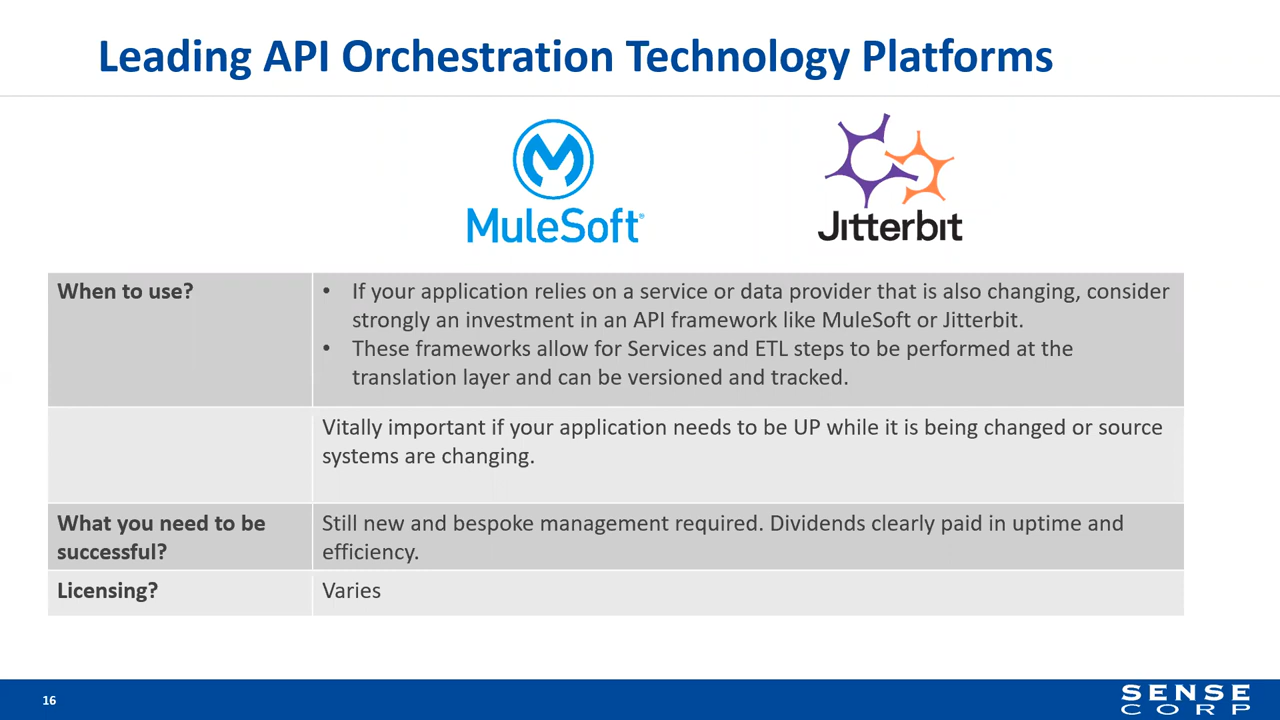 Leading API Orchestration Technology Platforms
MuleSoft®
Jitterbit
When to use?
• If your application relies on a service or data provider that is also changing, consider
strongly an investment in an API framework like MuleSoft or Jitterbit.
• These frameworks allow for Services and ETL steps to be performed at the
translation layer and can be versioned and tracked.
Vitally important if your application needs to be UP while it is being changed or source
systems are changing.
What you need to be
successful?
Still new and bespoke management required. Dividends clearly paid in uptime and
efficiency.
Licensing?
Varies
16
SENSE
CORP